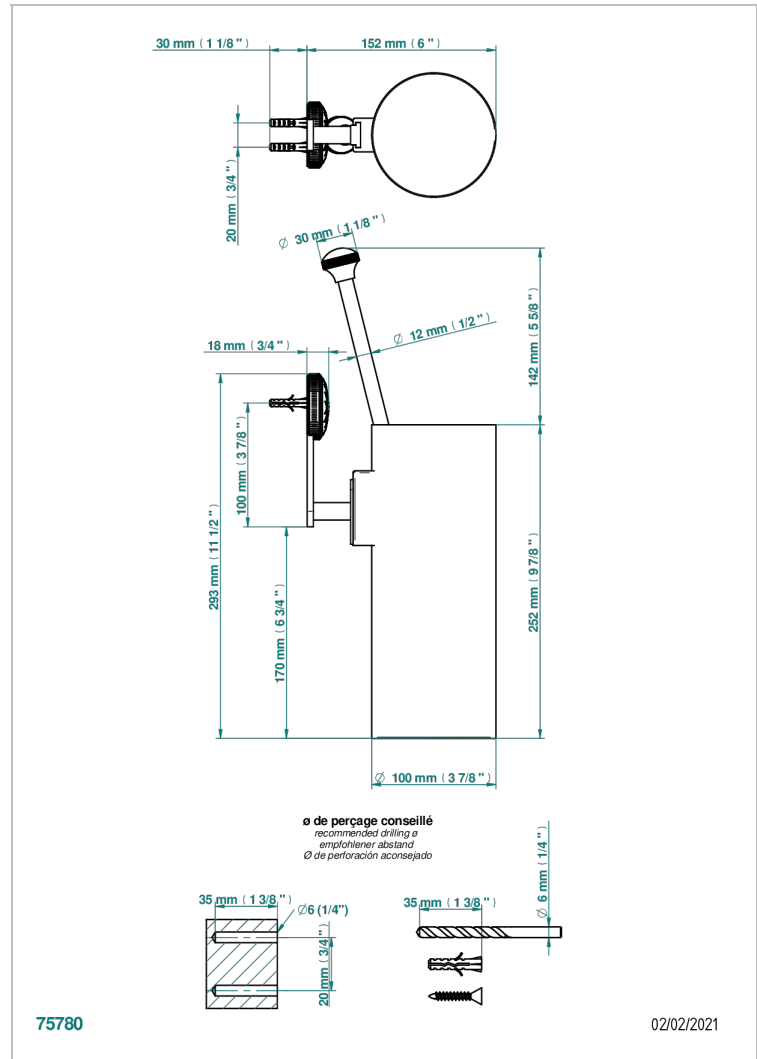 30 mm ( 1 1/8" )
152 mm ( 6 " )
20 mm ( 3/4" )
Ø 30 mm ( 1 1/8 " )
Ø 12 mm ( 1/2 " )
18 mm ( 3/4" )
142 mm ( 5 5/8" )
100 mm ( 3 7/8" )
293 mm ( 11 1/2" )
170 mm ( 6 3/4" )
252 mm ( 9 7/8" )
Ø 100 mm ( 3 7/8" )
ø de perçage conseillé
recommended drilling ø
empfohlener abstand
Ø de perforación aconsejado
35 mm ( 1 3/8" )
Ø6 (1/4")
20 mm ( 3/4" )
35 mm ( 1 3/8" )
Ø 6 mm ( 1/4" )
75780
02/02/2021